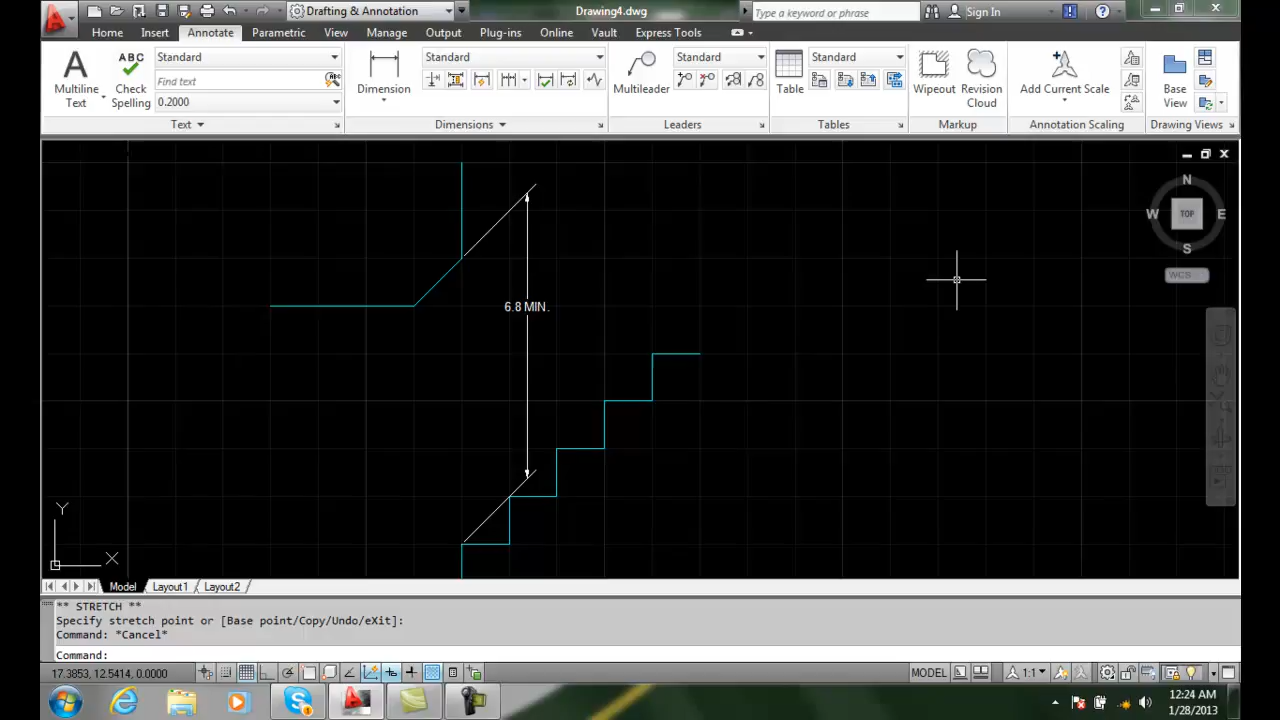 Drafting & Annotation
Drawing4.dwg
Type a keyword or phrase
Sign In
Home Insert Annotate Parametric View Manage Output Plug-ins Online Vault Express Tools
Multiline Text
ABC Check Spelling
Standard
Find text
0.2000
Dimension
Standard
Multileader
Standard
Table
Standard
Wipeout
Revision Cloud
Add Current Scale
Base View
Text
Dimensions
Leaders
Tables
Markup
Annotation Scaling
Drawing Views
N
W TOP E
S
WCS
6.8 MIN.
Y
X
Model Layout1 Layout2
** STRETCH **
Specify stretch point or [Base point/Copy/Undo/eXit]:
Command: *Cancel*
Command:
17.3853, 12.5414, 0.0000
MODEL
1:1
12:24 AM
1/28/2013